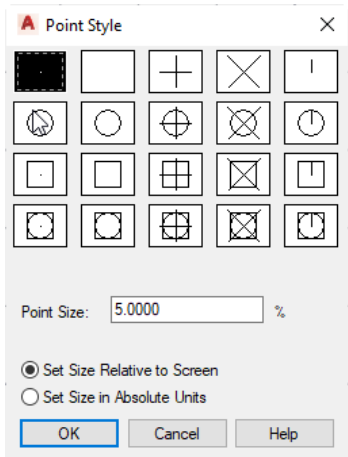 A Point Style
Point Size: 5.0000 %
Set Size Relative to Screen
Set Size in Absolute Units
OK Cancel Help